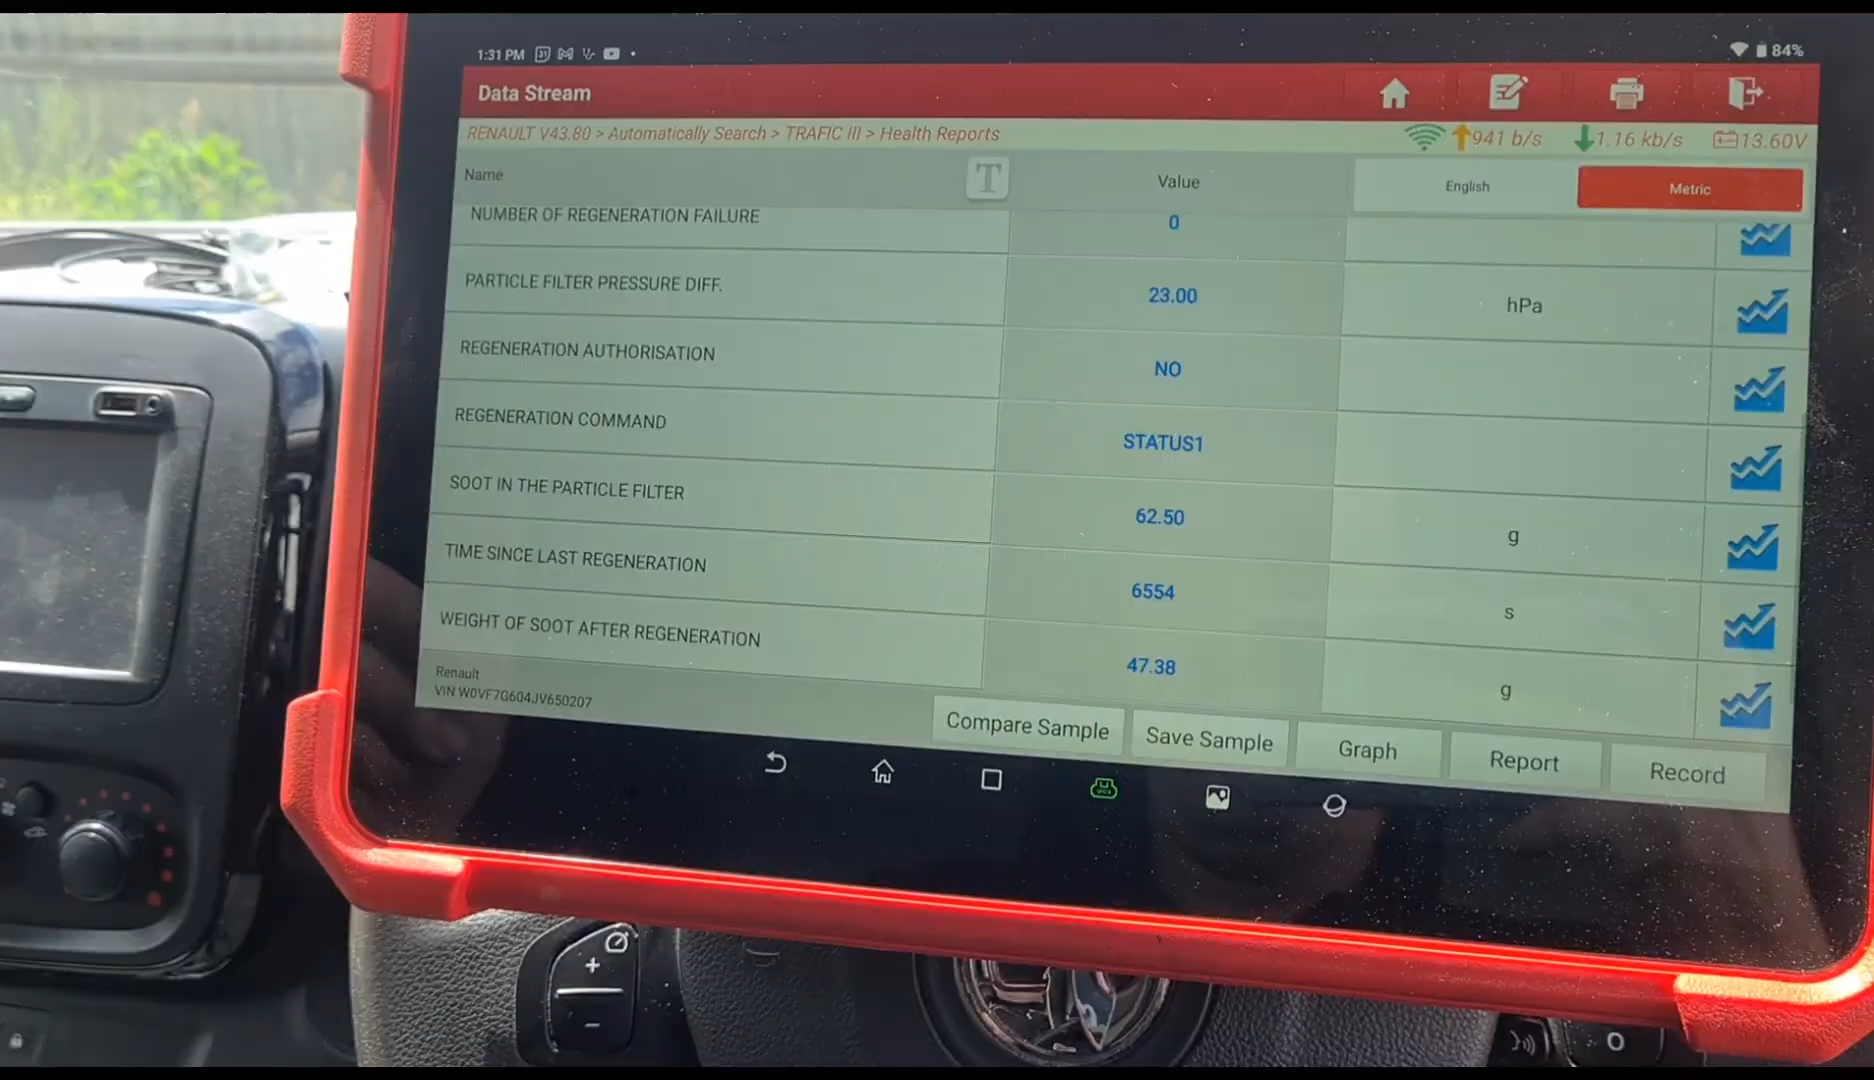 1:31 PM 84%
Data Stream
RENAULT V43.80 > Automatically Search > TRAFIC III > Health Reports 941 b/s 1.16 kb/s 13.60V
Name T Value English Metric
NUMBER OF REGENERATION FAILURE 0
PARTICLE FILTER PRESSURE DIFF. 23.00 hPa
REGENERATION AUTHORISATION NO
REGENERATION COMMAND STATUS1
SOOT IN THE PARTICLE FILTER 62.50 g
TIME SINCE LAST REGENERATION 6554 s
WEIGHT OF SOOT AFTER REGENERATION 47.38 g
Renault
VIN W0VF7G604JV650207
Compare Sample Save Sample Graph Report Record
+
−
O